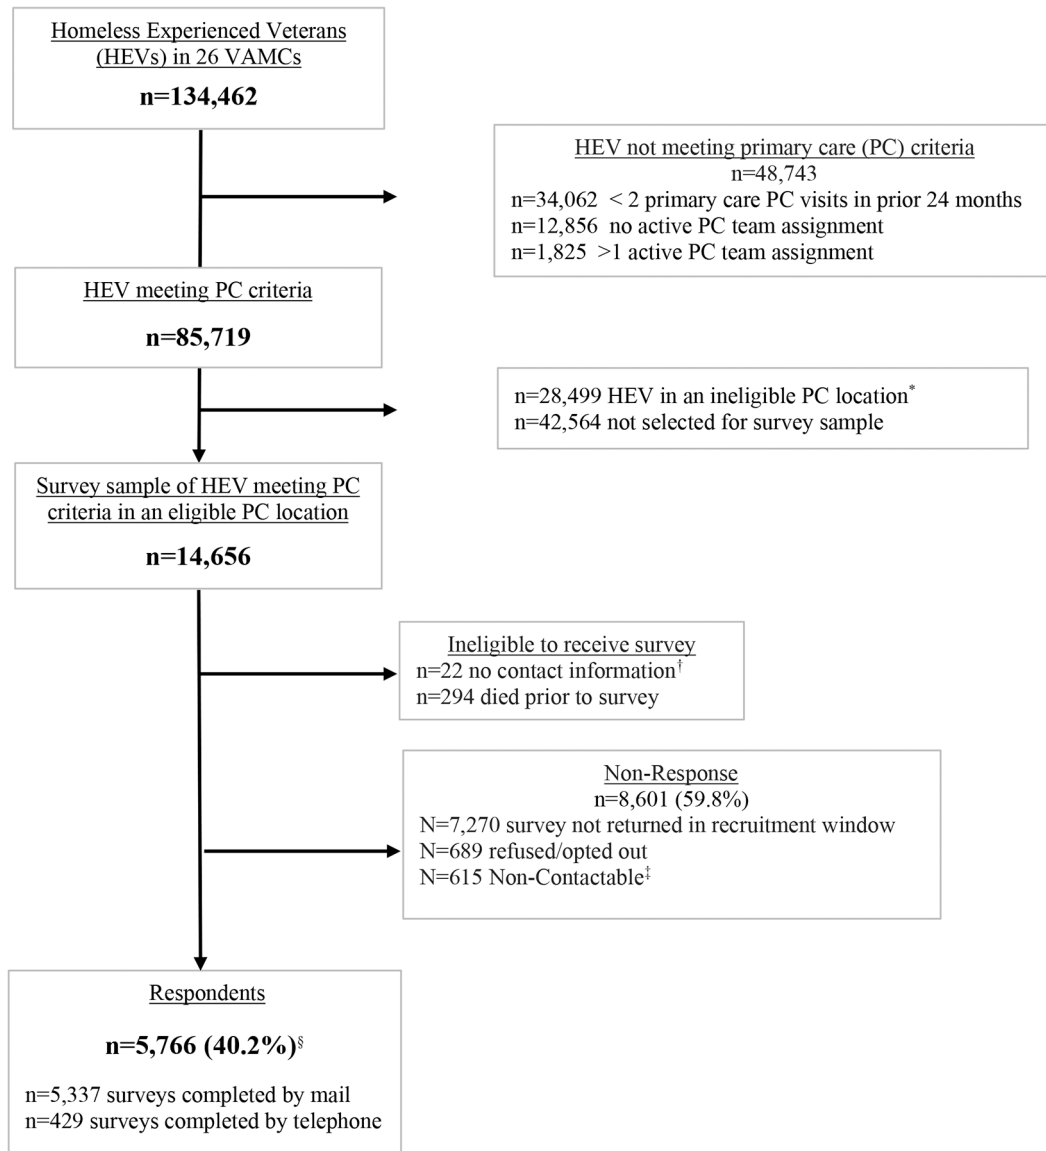 Homeless Experienced Veterans
(HEVs) in 26 VAMCs
n=134,462
HEV not meeting primary care (PC) criteria
n=48,743
n=34,062 < 2 primary care PC visits in prior 24 months
n=12,856 no active PC team assignment
n=1,825 >1 active PC team assignment
HEV meeting PC criteria
n=85,719
n=28,499 HEV in an ineligible PC location*
n=42,564 not selected for survey sample
Survey sample of HEV meeting PC
criteria in an eligible PC location
n=14,656
Ineligible to receive survey
n=22 no contact information†
n=294 died prior to survey
Non-Response
n=8,601 (59.8%)
N=7,270 survey not returned in recruitment window
N=689 refused/opted out
N=615 Non-Contactable‡
Respondents
n=5,766 (40.2%)§
n=5,337 surveys completed by mail
n=429 surveys completed by telephone